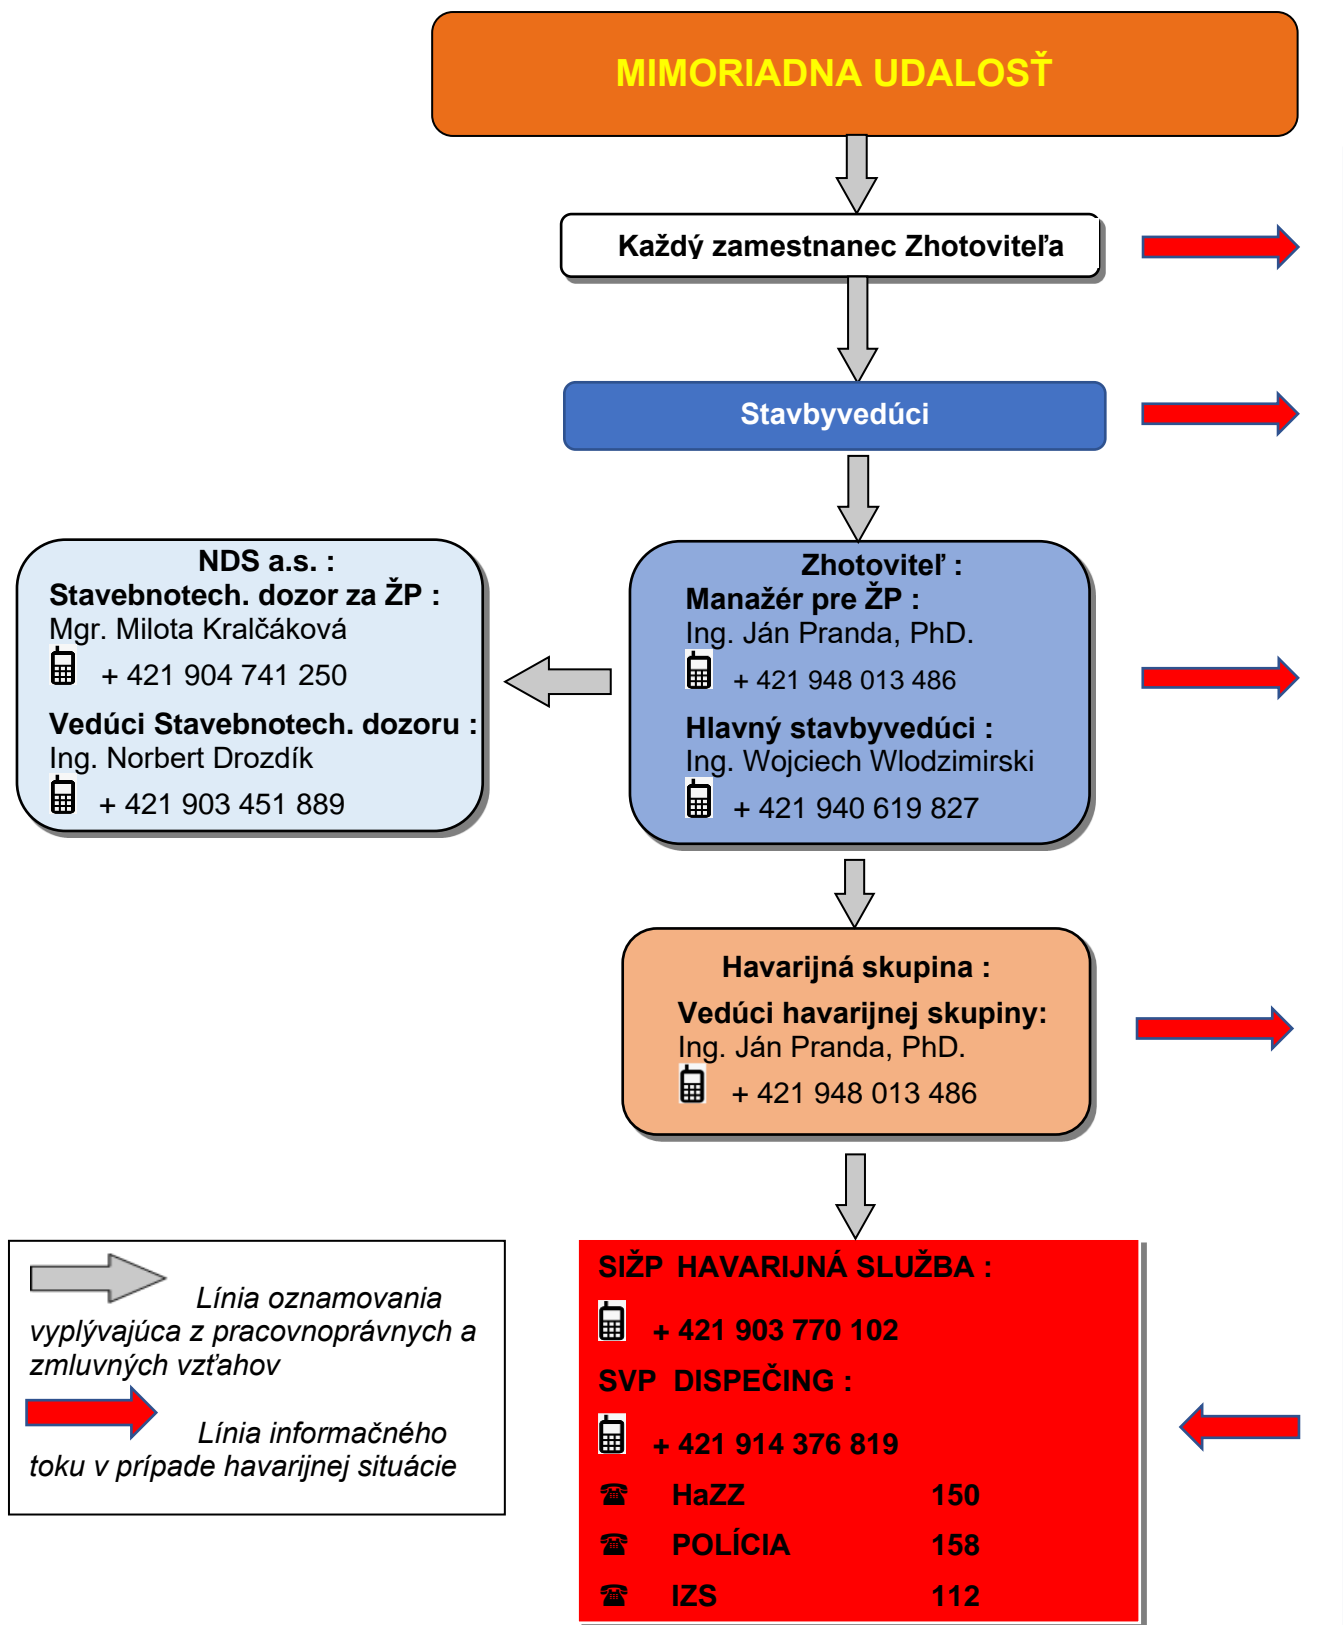 MIMORIADNA UDALOSŤ
Každý zamestnanec Zhotoviteľa
Stavbyvedúci
NDS a.s. :
Stavebnotech. dozor za ŽP :
Mgr. Milota Kralčáková
+ 421 904 741 250
Vedúci Stavebnotech. dozoru :
Ing. Norbert Drozdík
+ 421 903 451 889
Zhotoviteľ :
Manažér pre ŽP :
Ing. Ján Pranda, PhD.
+ 421 948 013 486
Hlavný stavbyvedúci :
Ing. Wojciech Wlodzimirski
+ 421 940 619 827
Havarijná skupina :
Vedúci havarijnej skupiny:
Ing. Ján Pranda, PhD.
+ 421 948 013 486
Línia oznamovania
vyplývajúca z pracovnoprávnych a
zmluvných vzťahov
Línia informačného
toku v prípade havarijnej situácie
SIŽP HAVARIJNÁ SLUŽBA :
+ 421 903 770 102
SVP DISPEČING :
+ 421 914 376 819
HaZZ 150
POLÍCIA 158
IZS 112